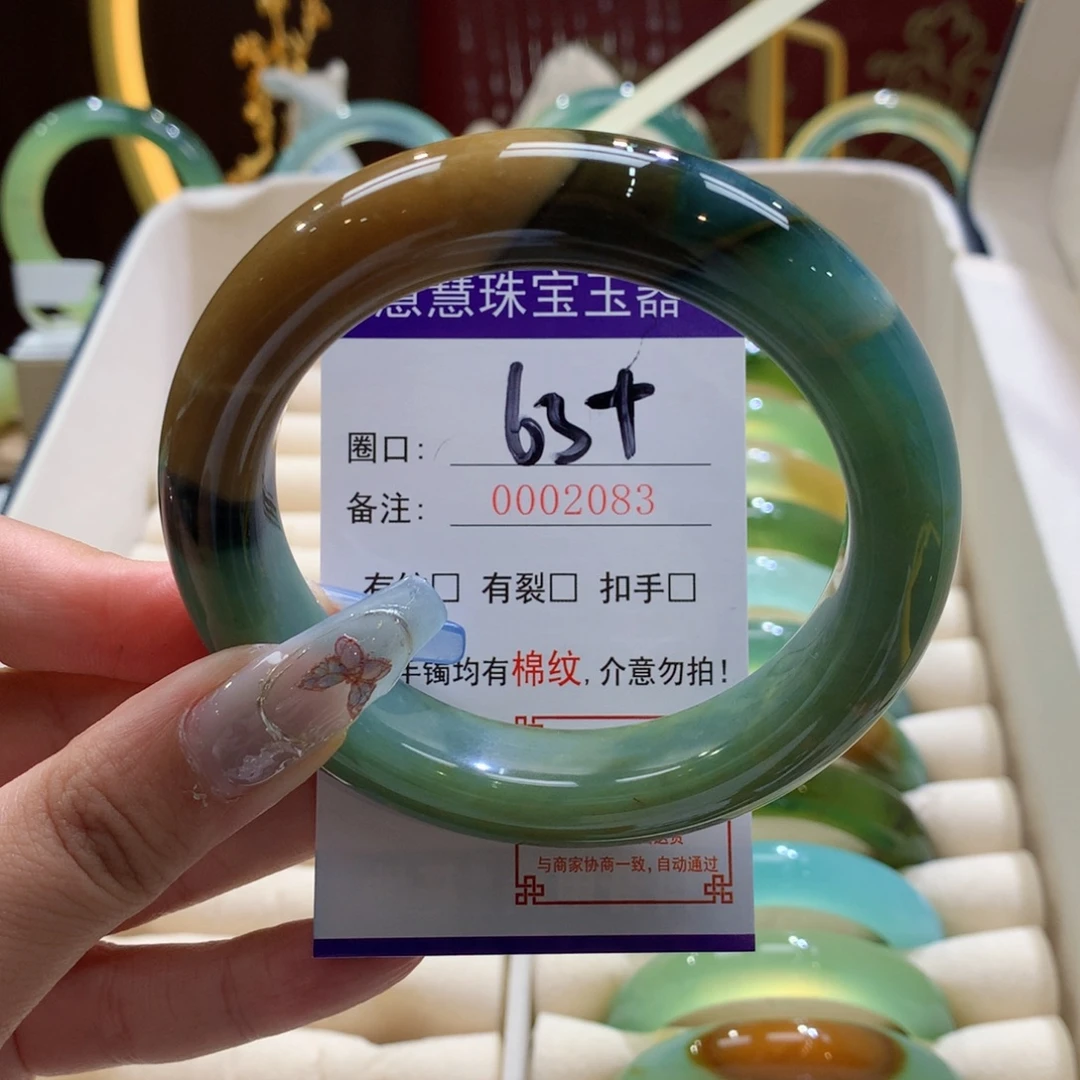 慧珠宝玉器
圈口： 63+
备注： 0002083
有□ 有裂□ 扣手□
镯均有棉纹，介意勿拍！
与商家协商一致，自动通过